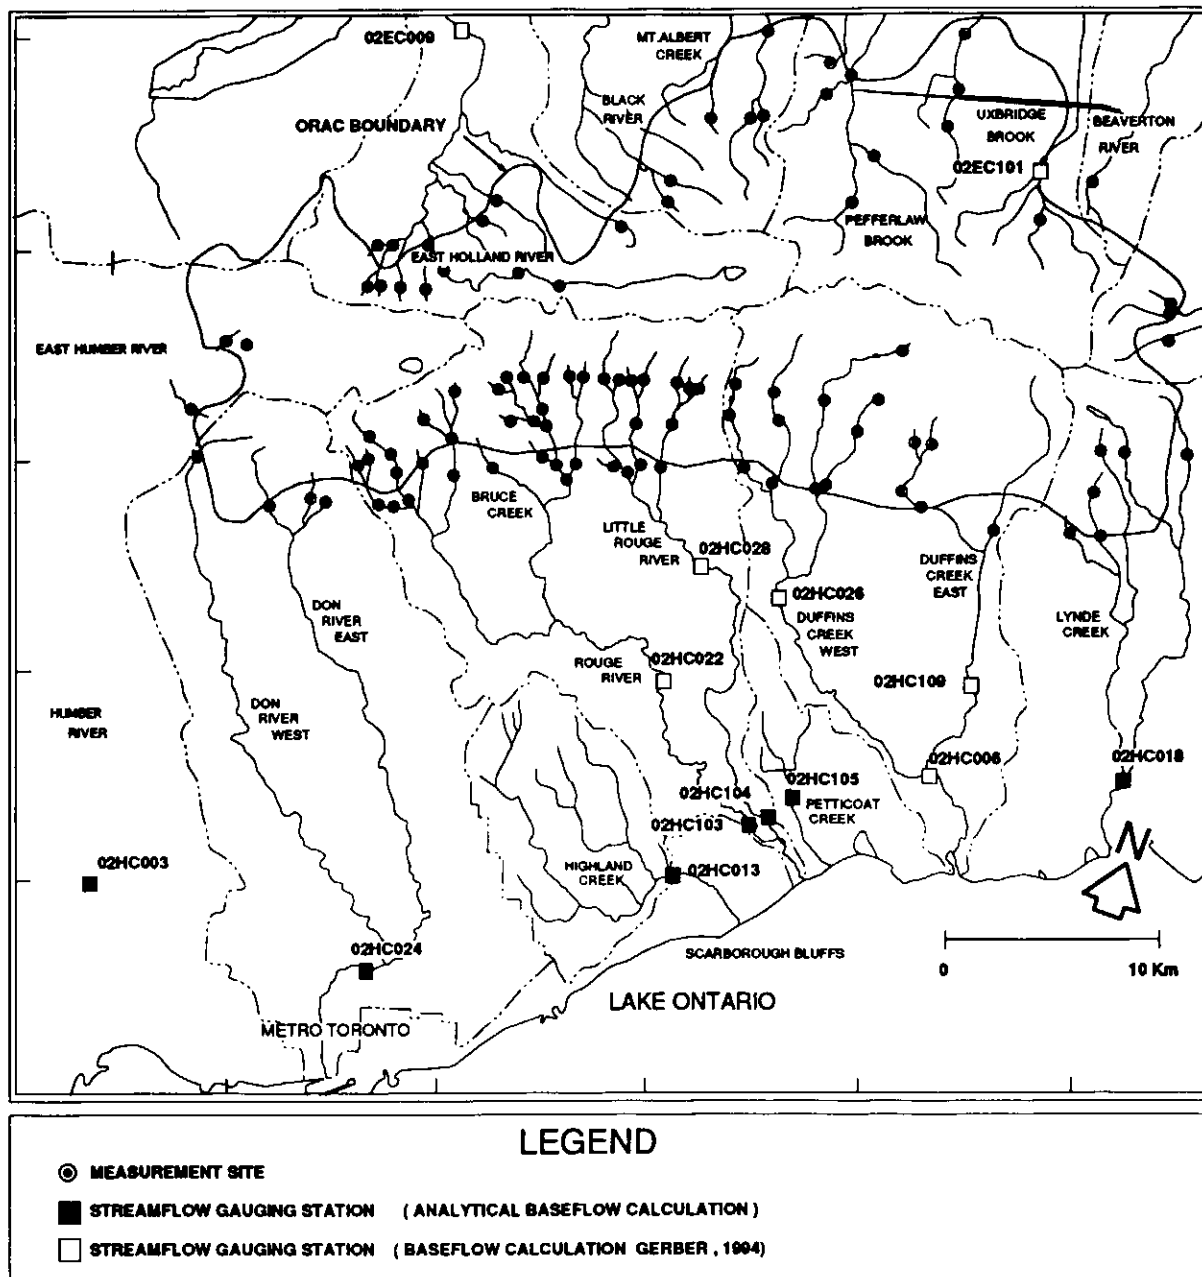 02EC009
MT.ALBERT
CREEK
BLACK
RIVER
ORAC BOUNDARY
UXBRIDGE
BROOK
BEAVERTON
RIVER
02EC101
PEFFERLAW
BROOK
EAST HOLLAND RIVER
EAST HUMBER RIVER
BRUCE
CREEK
LITTLE
ROUGE
RIVER
02HC028
DUFFINS
CREEK
EAST
02HC026
DUFFINS
CREEK
WEST
LYNDE
CREEK
DON
RIVER
EAST
ROUGE
RIVER
02HC022
02HC109
HUMBER
RIVER
DON
RIVER
WEST
02HC006
02HC018
02HC105
02HC104
PETTICOAT
CREEK
02HC103
02HC003
HIGHLAND
CREEK
02HC013
N
02HC024
SCARBOROUGH BLUFFS
0 10 Km
LAKE ONTARIO
METRO TORONTO
LEGEND
MEASUREMENT SITE
STREAMFLOW GAUGING STATION ( ANALYTICAL BASEFLOW CALCULATION )
STREAMFLOW GAUGING STATION ( BASEFLOW CALCULATION GERBER , 1994)